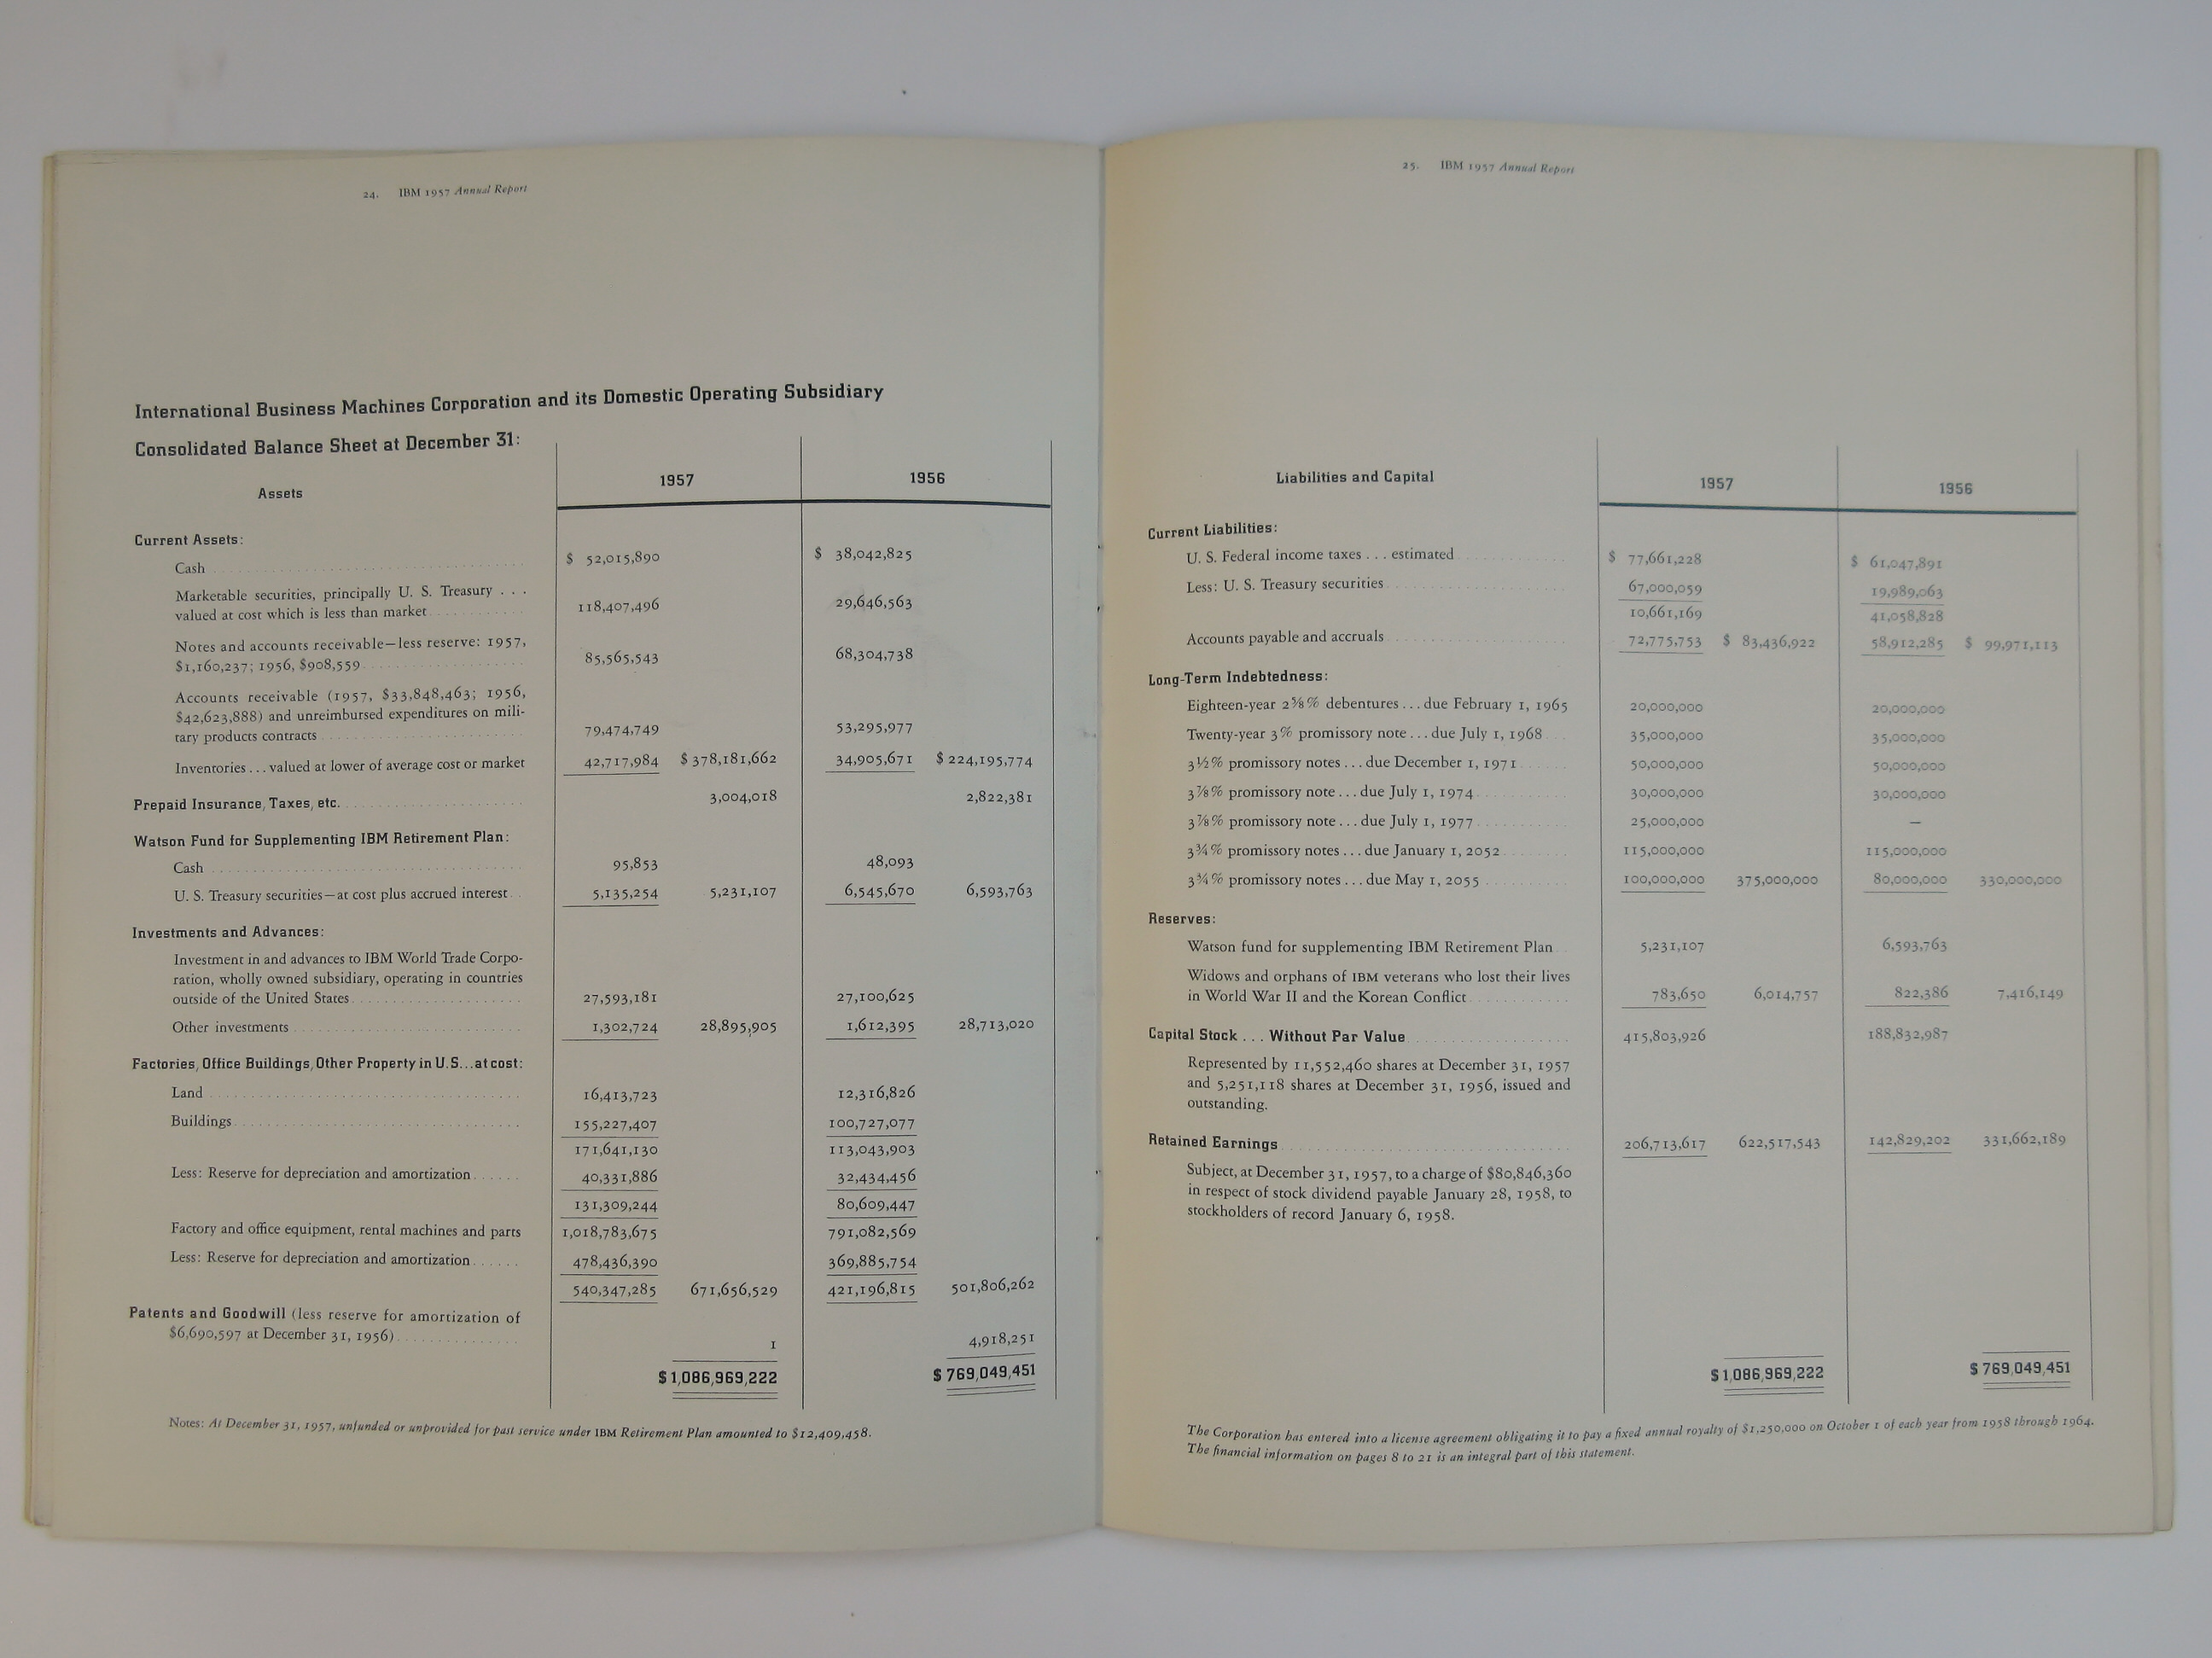 24. IBM 1957 Annual Report
International Business Machines Corporation and its Domestic Operating Subsidiary
Consolidated Balance Sheet at December 31:
Assets 1957 1956
Current Assets:
Cash $ 52,015,890 $ 38,042,825
Marketable securities, principally U. S. Treasury . . .
valued at cost which is less than market 118,407,496 29,646,563
Notes and accounts receivable—less reserve: 1957,
$1,160,237; 1956, $908,559 85,565,543 68,304,738
Accounts receivable (1957, $33,848,463; 1956,
$42,623,888) and unreimbursed expenditures on mili-
tary products contracts 79,474,749 53,295,977
Inventories . . . valued at lower of average cost or market 42,717,984 $ 378,181,662 34,905,671 $ 224,195,774
Prepaid Insurance, Taxes, etc. 3,004,018 2,822,381
Watson Fund for Supplementing IBM Retirement Plan:
Cash 95,853 48,093
U. S. Treasury securities—at cost plus accrued interest 5,135,254 5,231,107 6,545,670 6,593,763
Investments and Advances:
Investment in and advances to IBM World Trade Corpo-
ration, wholly owned subsidiary, operating in countries
outside of the United States 27,593,181 27,100,625
Other investments 1,302,724 28,895,905 1,612,395 28,713,020
Factories, Office Buildings, Other Property in U.S. . . at cost:
Land 16,413,723 12,316,826
Buildings 155,227,407 100,727,077
171,641,130 113,043,903
Less: Reserve for depreciation and amortization 40,331,886 32,434,456
131,309,244 80,609,447
Factory and office equipment, rental machines and parts 1,018,783,675 791,082,569
Less: Reserve for depreciation and amortization 478,436,390 369,885,754
540,347,285 671,656,529 421,196,815 501,806,262
Patents and Goodwill (less reserve for amortization of
$6,690,597 at December 31, 1956) 1 4,918,251
$ 1,086,969,222 $ 769,049,451
Notes: At December 31, 1957, unfunded or unprovided for past service under IBM Retirement Plan amounted to $12,409,458.
25. IBM 1957 Annual Report
Liabilities and Capital 1957 1956
Current Liabilities:
U. S. Federal income taxes . . . estimated $ 77,661,228 $ 61,047,891
Less: U. S. Treasury securities 67,000,059 19,989,063
10,661,169 41,058,828
Accounts payable and accruals 72,775,753 $ 83,436,922 58,912,285 $ 99,971,113
Long-Term Indebtedness:
Eighteen-year 2⅝% debentures . . . due February 1, 1965 20,000,000 20,000,000
Twenty-year 3% promissory note . . . due July 1, 1968 35,000,000 35,000,000
3½% promissory notes . . . due December 1, 1971 50,000,000 50,000,000
3⅞% promissory note . . . due July 1, 1974 30,000,000 30,000,000
3⅞% promissory note . . . due July 1, 1977 25,000,000 —
3¾% promissory notes . . . due January 1, 2052 115,000,000 115,000,000
3¾% promissory notes . . . due May 1, 2055 100,000,000 375,000,000 80,000,000 330,000,000
Reserves:
Watson fund for supplementing IBM Retirement Plan 5,231,107 6,593,763
Widows and orphans of IBM veterans who lost their lives
in World War II and the Korean Conflict 783,650 6,014,757 822,386 7,416,149
Capital Stock . . . Without Par Value 415,803,926 188,832,987
Represented by 11,552,460 shares at December 31, 1957
and 5,251,118 shares at December 31, 1956, issued and
outstanding.
Retained Earnings 206,713,617 622,517,543 142,829,202 331,662,189
Subject, at December 31, 1957, to a charge of $80,846,360
in respect of stock dividend payable January 28, 1958, to
stockholders of record January 6, 1958.
$ 1,086,969,222 $ 769,049,451
The Corporation has entered into a license agreement obligating it to pay a fixed annual royalty of $1,250,000 on October 1 of each year from 1958 through 1964.
The financial information on pages 8 to 21 is an integral part of this statement.